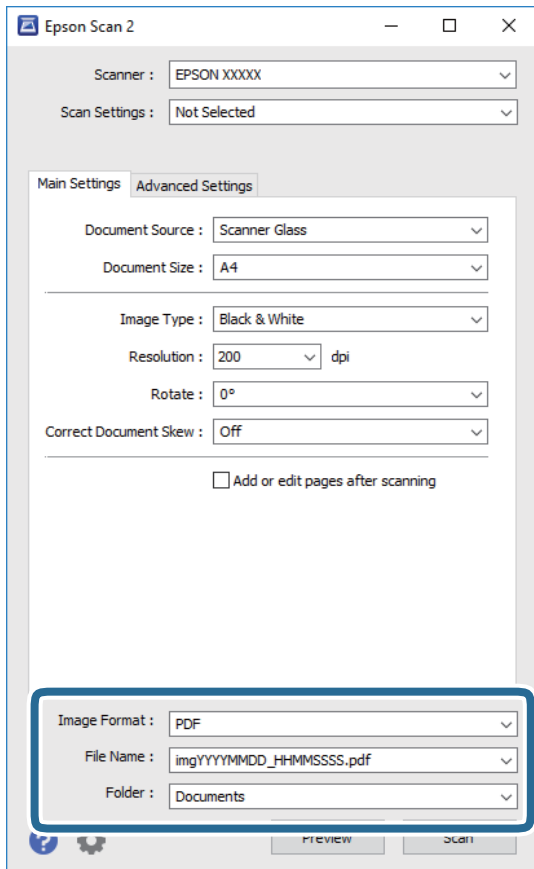 Epson Scan 2
Scanner : EPSON XXXXX
Scan Settings : Not Selected
Main Settings Advanced Settings
Document Source : Scanner Glass
Document Size : A4
Image Type : Black & White
Resolution : 200 dpi
Rotate : 0°
Correct Document Skew : Off
Add or edit pages after scanning
Image Format : PDF
File Name : imgYYYYMMDD_HHMMSSSS.pdf
Folder : Documents
? Preview Scan